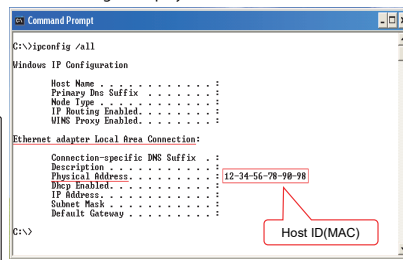 Command Prompt
C:\>ipconfig /all
Windows IP Configuration
Host Name . . . . . . . . . . . . :
Primary Dns Suffix . . . . . . . :
Node Type . . . . . . . . . . . . :
IP Routing Enabled. . . . . . . . :
WINS Proxy Enabled. . . . . . . . :
Ethernet adapter Local Area Connection:
Connection-specific DNS Suffix . :
Description . . . . . . . . . . . :
Physical Address. . . . . . . . . : 12-34-56-78-90-98
Dhcp Enabled. . . . . . . . . . . :
IP Address. . . . . . . . . . . . :
Subnet Mask . . . . . . . . . . . :
Default Gateway . . . . . . . . . :
Host ID(MAC)
C:\>